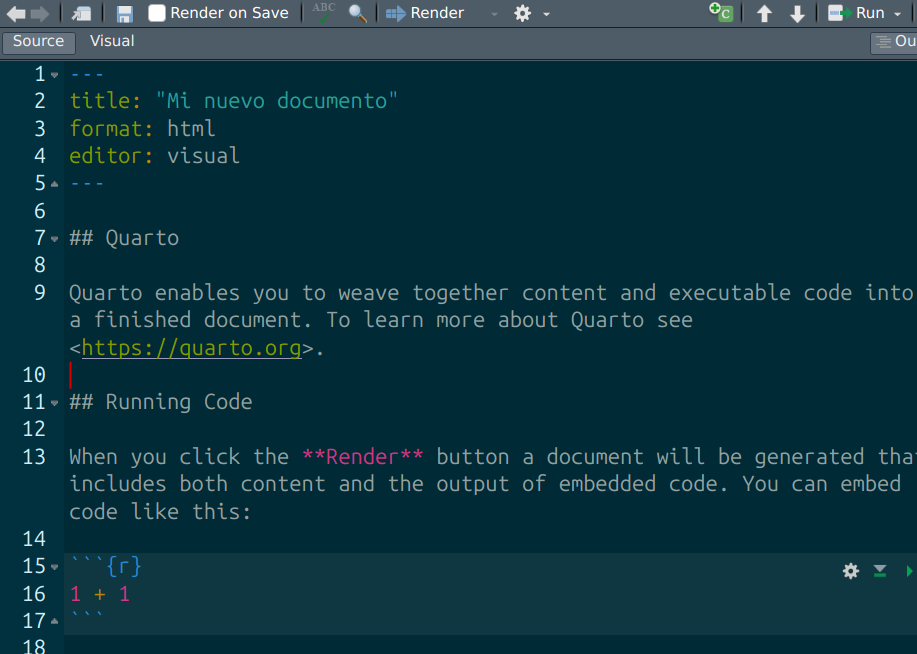 Render on Save ABC Render Run
Source Visual Ou
1 ---
2 title: "Mi nuevo documento"
3 format: html
4 editor: visual
5 ---
6
7 ## Quarto
8
9 Quarto enables you to weave together content and executable code into
a finished document. To learn more about Quarto see
<https://quarto.org>.
10
11 ## Running Code
12
13 When you click the **Render** button a document will be generated tha
includes both content and the output of embedded code. You can embed
code like this:
14
15 ```{r}
16 1 + 1
17 ```
18